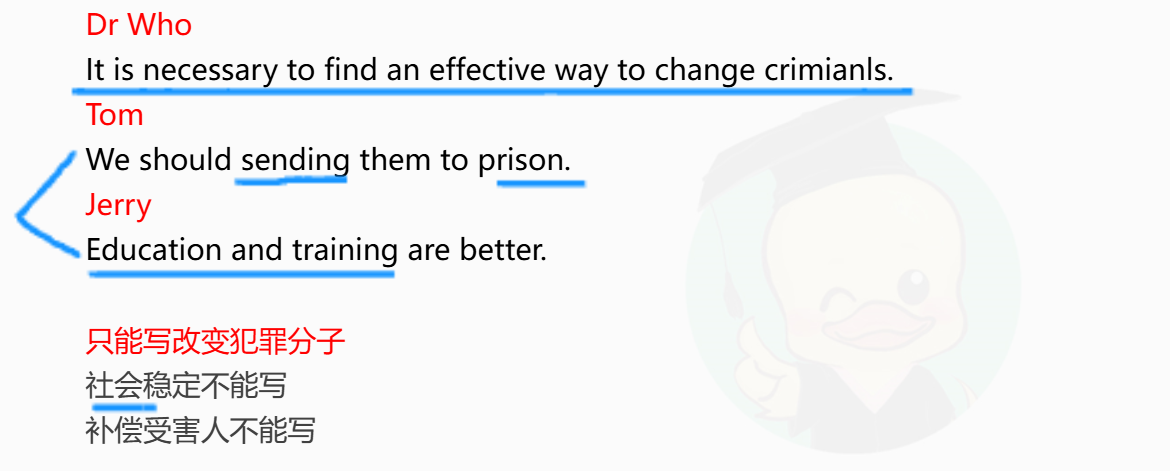 Dr Who
It is necessary to find an effective way to change crimianls.
Tom
We should sending them to prison.
Jerry
Education and training are better.
只能写改变犯罪分子
社会稳定不能写
补偿受害人不能写